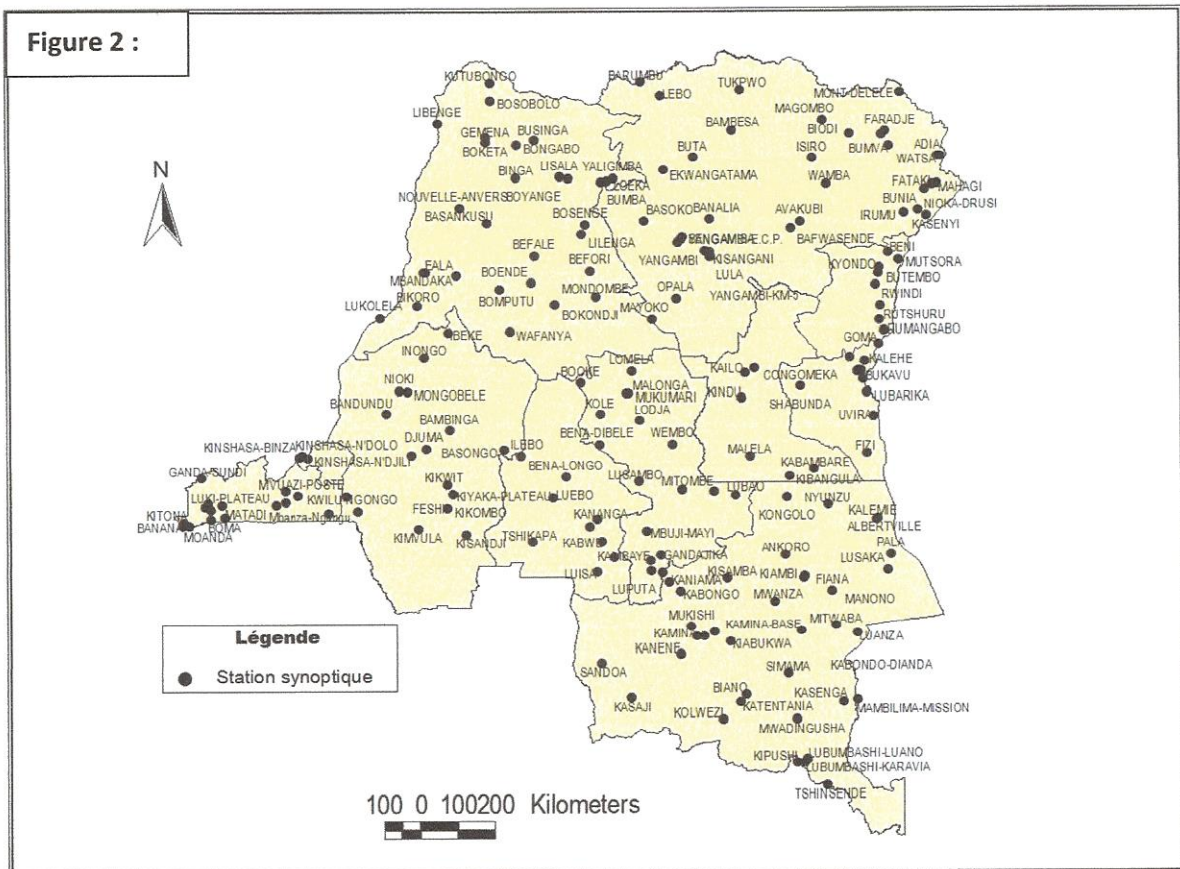 Figure 2 :
KUTUBONGO
BARUMBU
TUKPWO
MONT-DELELE
LEBO
BOSOBOLO
LIBENGE
MAGOMBO
FARADJE
BAMBESA
BIODI
GEMENA
BUSINGA
BOKETA
BONGABO
BUTA
ISIRO
BUMVA
ADIA
WATSA
BINGA
LISALA
YALIGIMBA
EKWANGATAMA
WAMBA
FATAKI
MAHAGI
BUMBA
NOUVELLE-ANVERS
BOYANGE
BUNIA
NIOKA-DRUSI
BASANKUSU
BOSENGE
BASOKO
BANALIA
AVAKUBI
IRUMU
KASENYI
BEFALE
LILENGA
BAFWASENDE
BENI
YANGAMBI
KISANGANI
KYONDO
MUTSORA
EALA
BOENDE
BEFORI
LULA
BUTEMBO
MBANDAKA
BIKORO
BOMPUTU
MONDOMBE
OPALA
YANGAMBI-KM-5
RWINDI
LUKOLELA
BOKONDJI
MAYOKO
RUTSHURU
RUMANGABO
IBEKE
WAFANYA
GOMA
INONGO
LOMELA
KAILO
CONGOMEKA
KALEHE
BOOKE
BUKAVU
NIOKI
MALONGA
MONGOBELE
MUKUMARI
KINDU
SHABUNDA
LUBARIKA
BANDUNDU
KOLE
LODJA
UVIRA
BAMBINGA
BENA-DIBELE
WEMBO
KINSHASA-BINZA
KINSHASA-N'DOLO
DJUMA
ILEBO
MALELA
FIZI
KINSHASA-N'DJILI
BASONGO
GANDA-SUNDI
BENA-LONGO
LUSAMBO
KABAMBARE
KIBANGULA
MVUAZI-POSTE
KIKWIT
MITOMBE
LUBAO
LUKI-PLATEAU
KWILU-NGONGO
KIYAKA-PLATEAU
LUEBO
NYUNZU
KITONA
MATADI
Mbanza-Ngungu
FESHI
KIKOMBO
KANANGA
KONGOLO
KALEMIE
BANANA
BOMA
ALBERTVILLE
MOANDA
KIMVULA
KISANDJI
TSHIKAPA
KABWE
MBUJI-MAYI
ANKORO
PALA
GANDAJIKA
LUSAKA
LUISA
KISAMBA
KIAMBI
FIANA
LUPUTA
KANIAMA
KABONGO
MWANZA
MANONO
MUKISHI
KAMINA-BASE
MITWABA
KAMINA
LUANZA
KANENE
KIABUKWA
SANDOA
SIMAMA
KABONDO-DIANDA
KASAJI
BIANO
KASENGA
KATENTANIA
MAMBILIMA-MISSION
KOLWEZI
MWADINGUSHA
KIPUSHI
LUBUMBASHI-LUANO
LUBUMBASHI-KARAVIA
TSHINSENDE
N
Légende
Station synoptique
100 0 100200 Kilometers